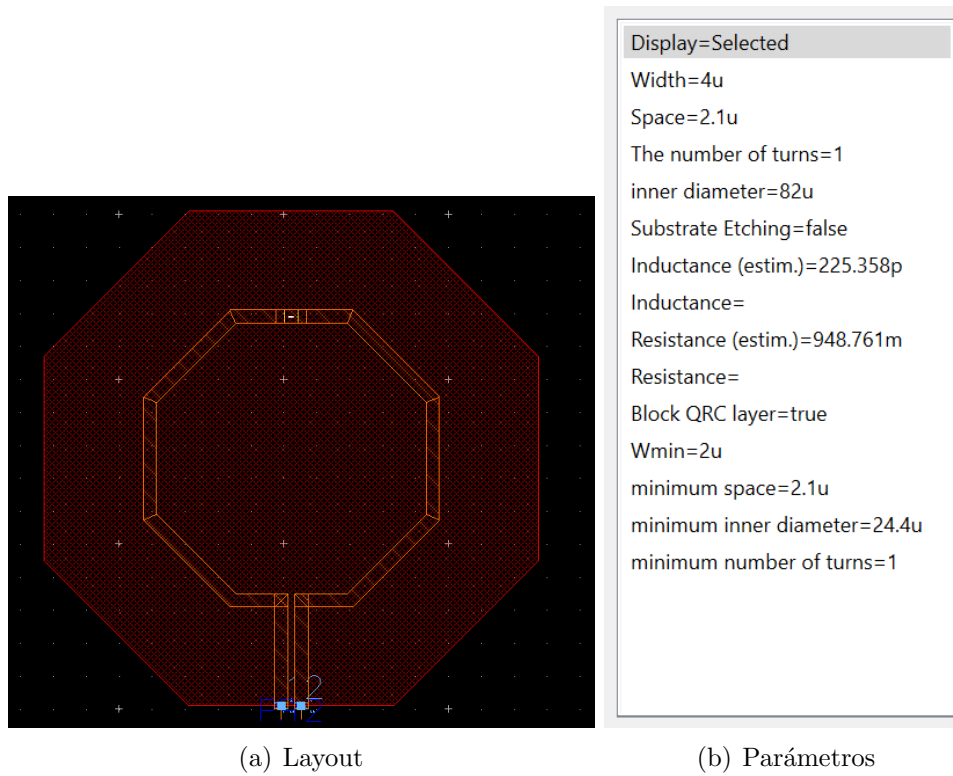 Display=Selected
Width=4u
Space=2.1u
The number of turns=1
inner diameter=82u
Substrate Etching=false
Inductance (estim.)=225.358p
Inductance=
Resistance (estim.)=948.761m
Resistance=
Block QRC layer=true
Wmin=2u
minimum space=2.1u
minimum inner diameter=24.4u
minimum number of turns=1
2
(a) Layout
(b) Parámetros